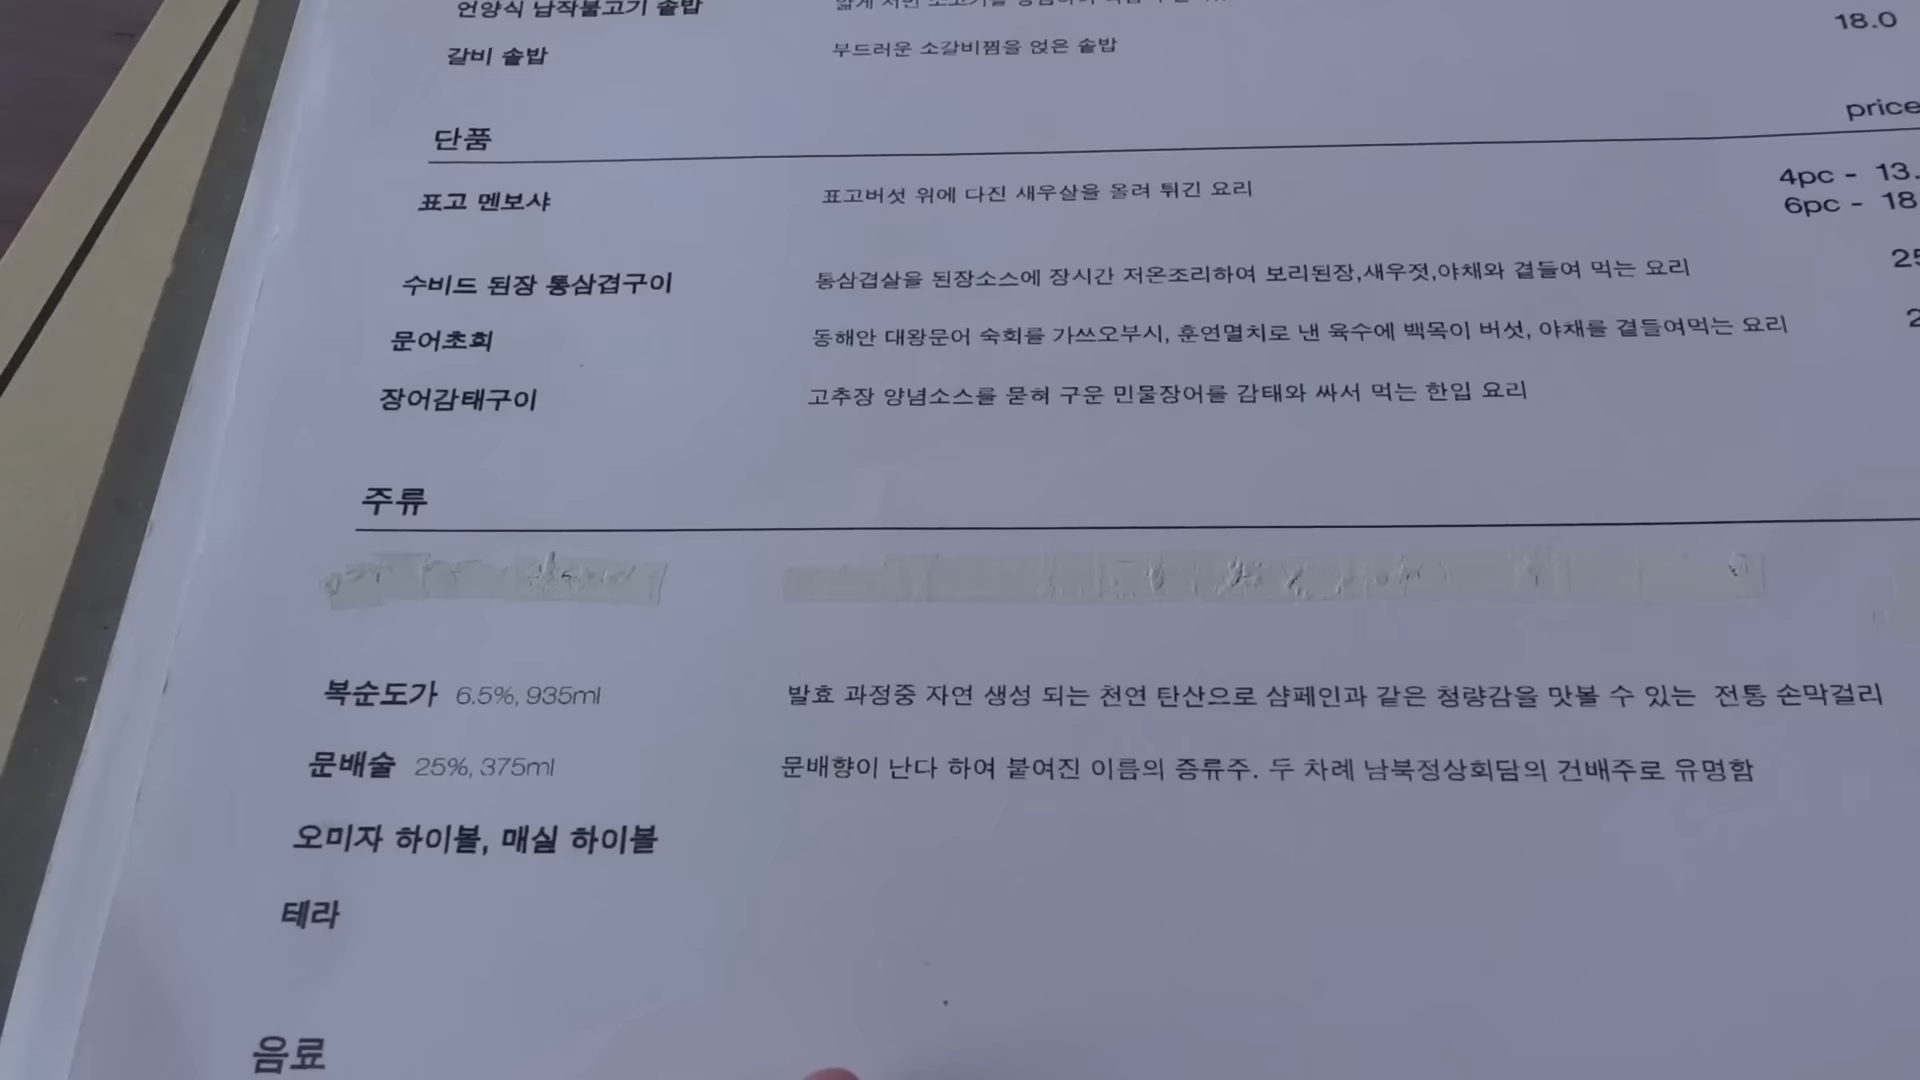 언양식 납작불고기 솥밥
18.0
갈비 솥밥 부드러운 소갈비찜을 얹은 솥밥
단품 price
표고 멘보샤 표고버섯 위에 다진 새우살을 올려 튀긴 요리 4pc - 13.
6pc - 18
수비드 된장 통삼겹구이 통삼겹살을 된장소스에 장시간 저온조리하여 보리된장,새우젓,야채와 곁들여 먹는 요리 25
문어초회 동해안 대왕문어 숙회를 가쓰오부시, 훈연멸치로 낸 육수에 백목이 버섯, 야채를 곁들여먹는 요리 2
장어감태구이 고추장 양념소스를 묻혀 구운 민물장어를 감태와 싸서 먹는 한입 요리
주류
복순도가 6.5%, 935ml 발효 과정중 자연 생성 되는 천연 탄산으로 샴페인과 같은 청량감을 맛볼 수 있는 전통 손막걸리
문배술 25%, 375ml 문배향이 난다 하여 붙여진 이름의 증류주. 두 차례 남북정상회담의 건배주로 유명함
오미자 하이볼, 매실 하이볼
테라
음료